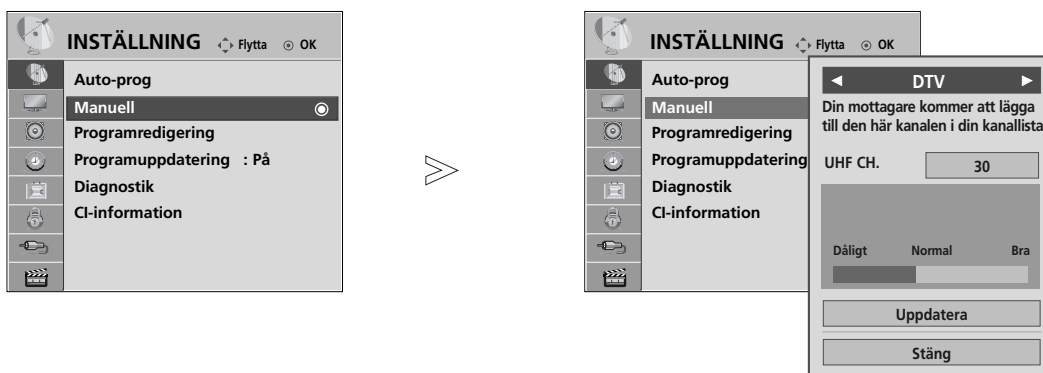 INSTÄLLNING Flytta OK
Auto-prog
Manuell
Programredigering
Programuppdatering : På
Diagnostik
CI-information
INSTÄLLNING Flytta OK
Auto-prog
Manuell
Programredigering
Programuppdatering
Diagnostik
CI-information
DTV
Din mottagare kommer att lägga
till den här kanalen i din kanallista
UHF CH. 30
Dåligt Normal Bra
Uppdatera
Stäng